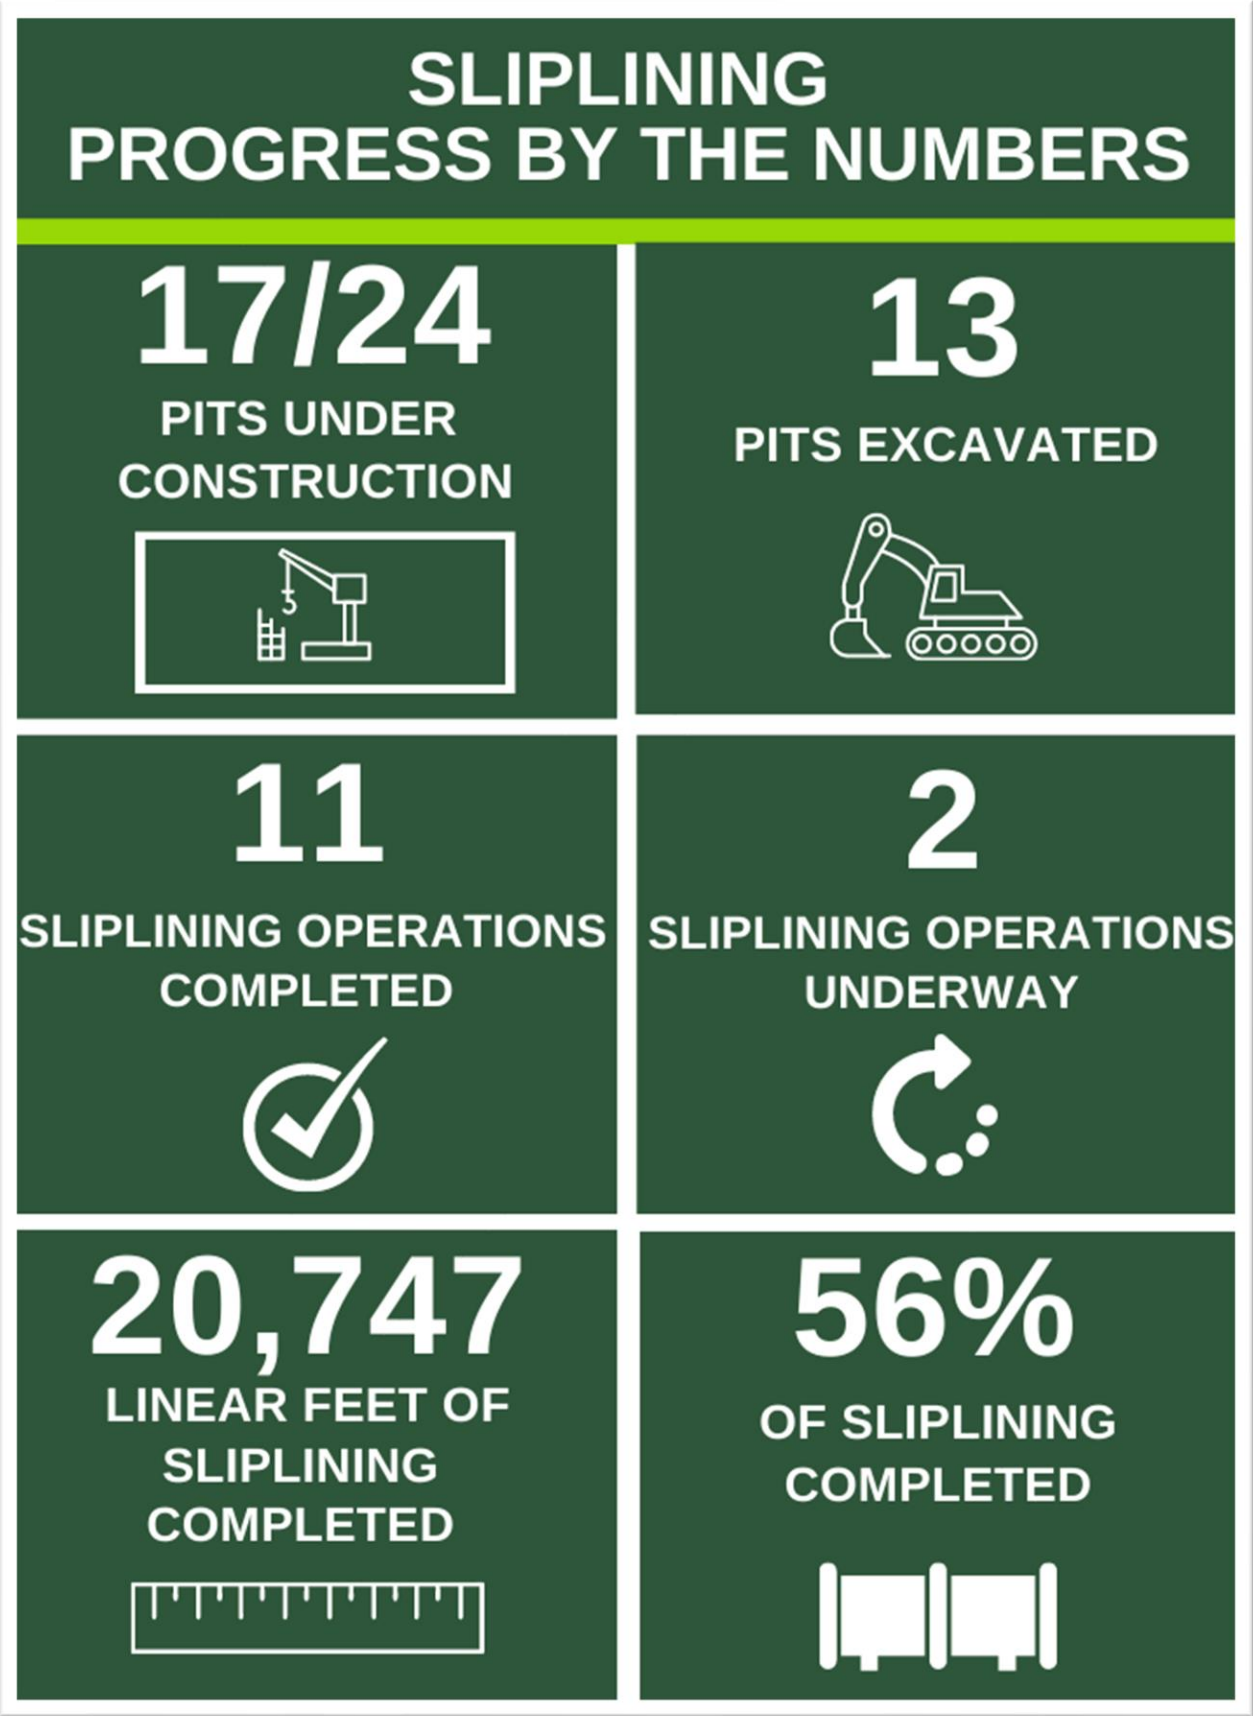 SLIPLINING
PROGRESS BY THE NUMBERS
17/24
PITS UNDER
CONSTRUCTION
13
PITS EXCAVATED
11
SLIPLINING OPERATIONS
COMPLETED
2
SLIPLINING OPERATIONS
UNDERWAY
20,747
LINEAR FEET OF
SLIPLINING
COMPLETED
56%
OF SLIPLINING
COMPLETED